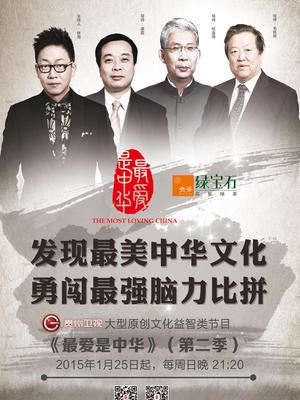 最爱
是中华
THE MOST LOVING CHINA
贵茶
绿宝石
发现最美中华文化
勇闯最强脑力比拼
贵州卫视 大型原创文化益智类节目
《最爱是中华》（第二季）
2015年1月25日起，每周日晚 21:20